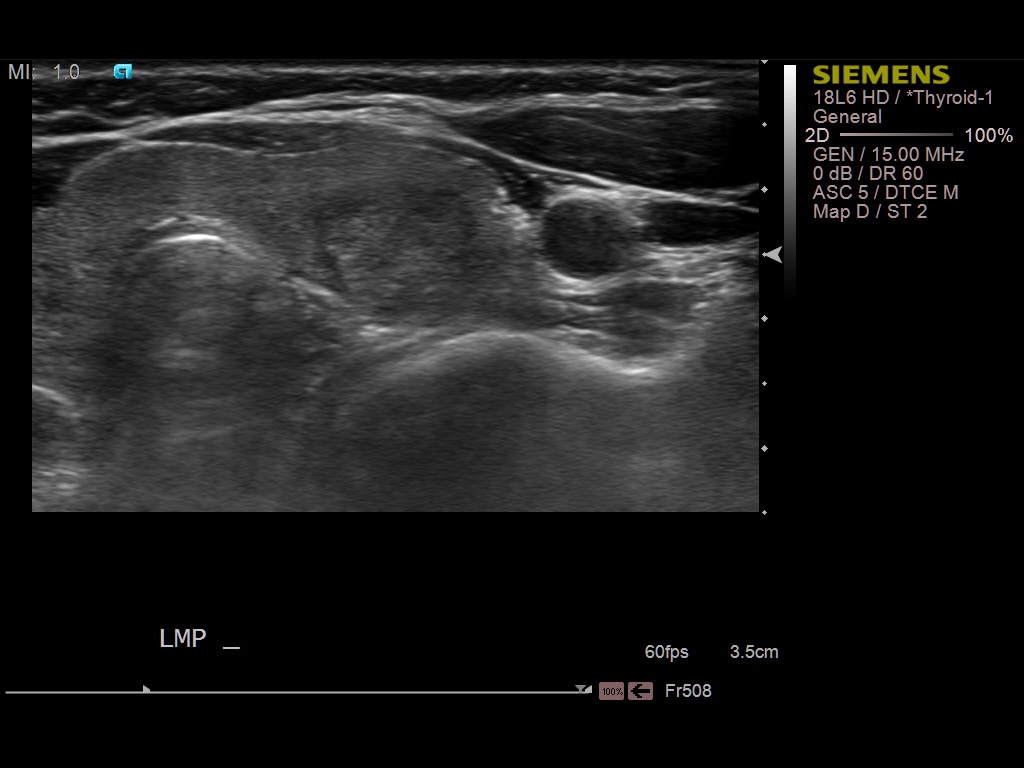 MI: 1.0
SIEMENS
18L6 HD / *Thyroid-1
General
2D 100%
GEN / 15.00 MHz
0 dB / DR 60
ASC 5 / DTCE M
Map D / ST 2
LMP _
60fps 3.5cm
100% Fr508